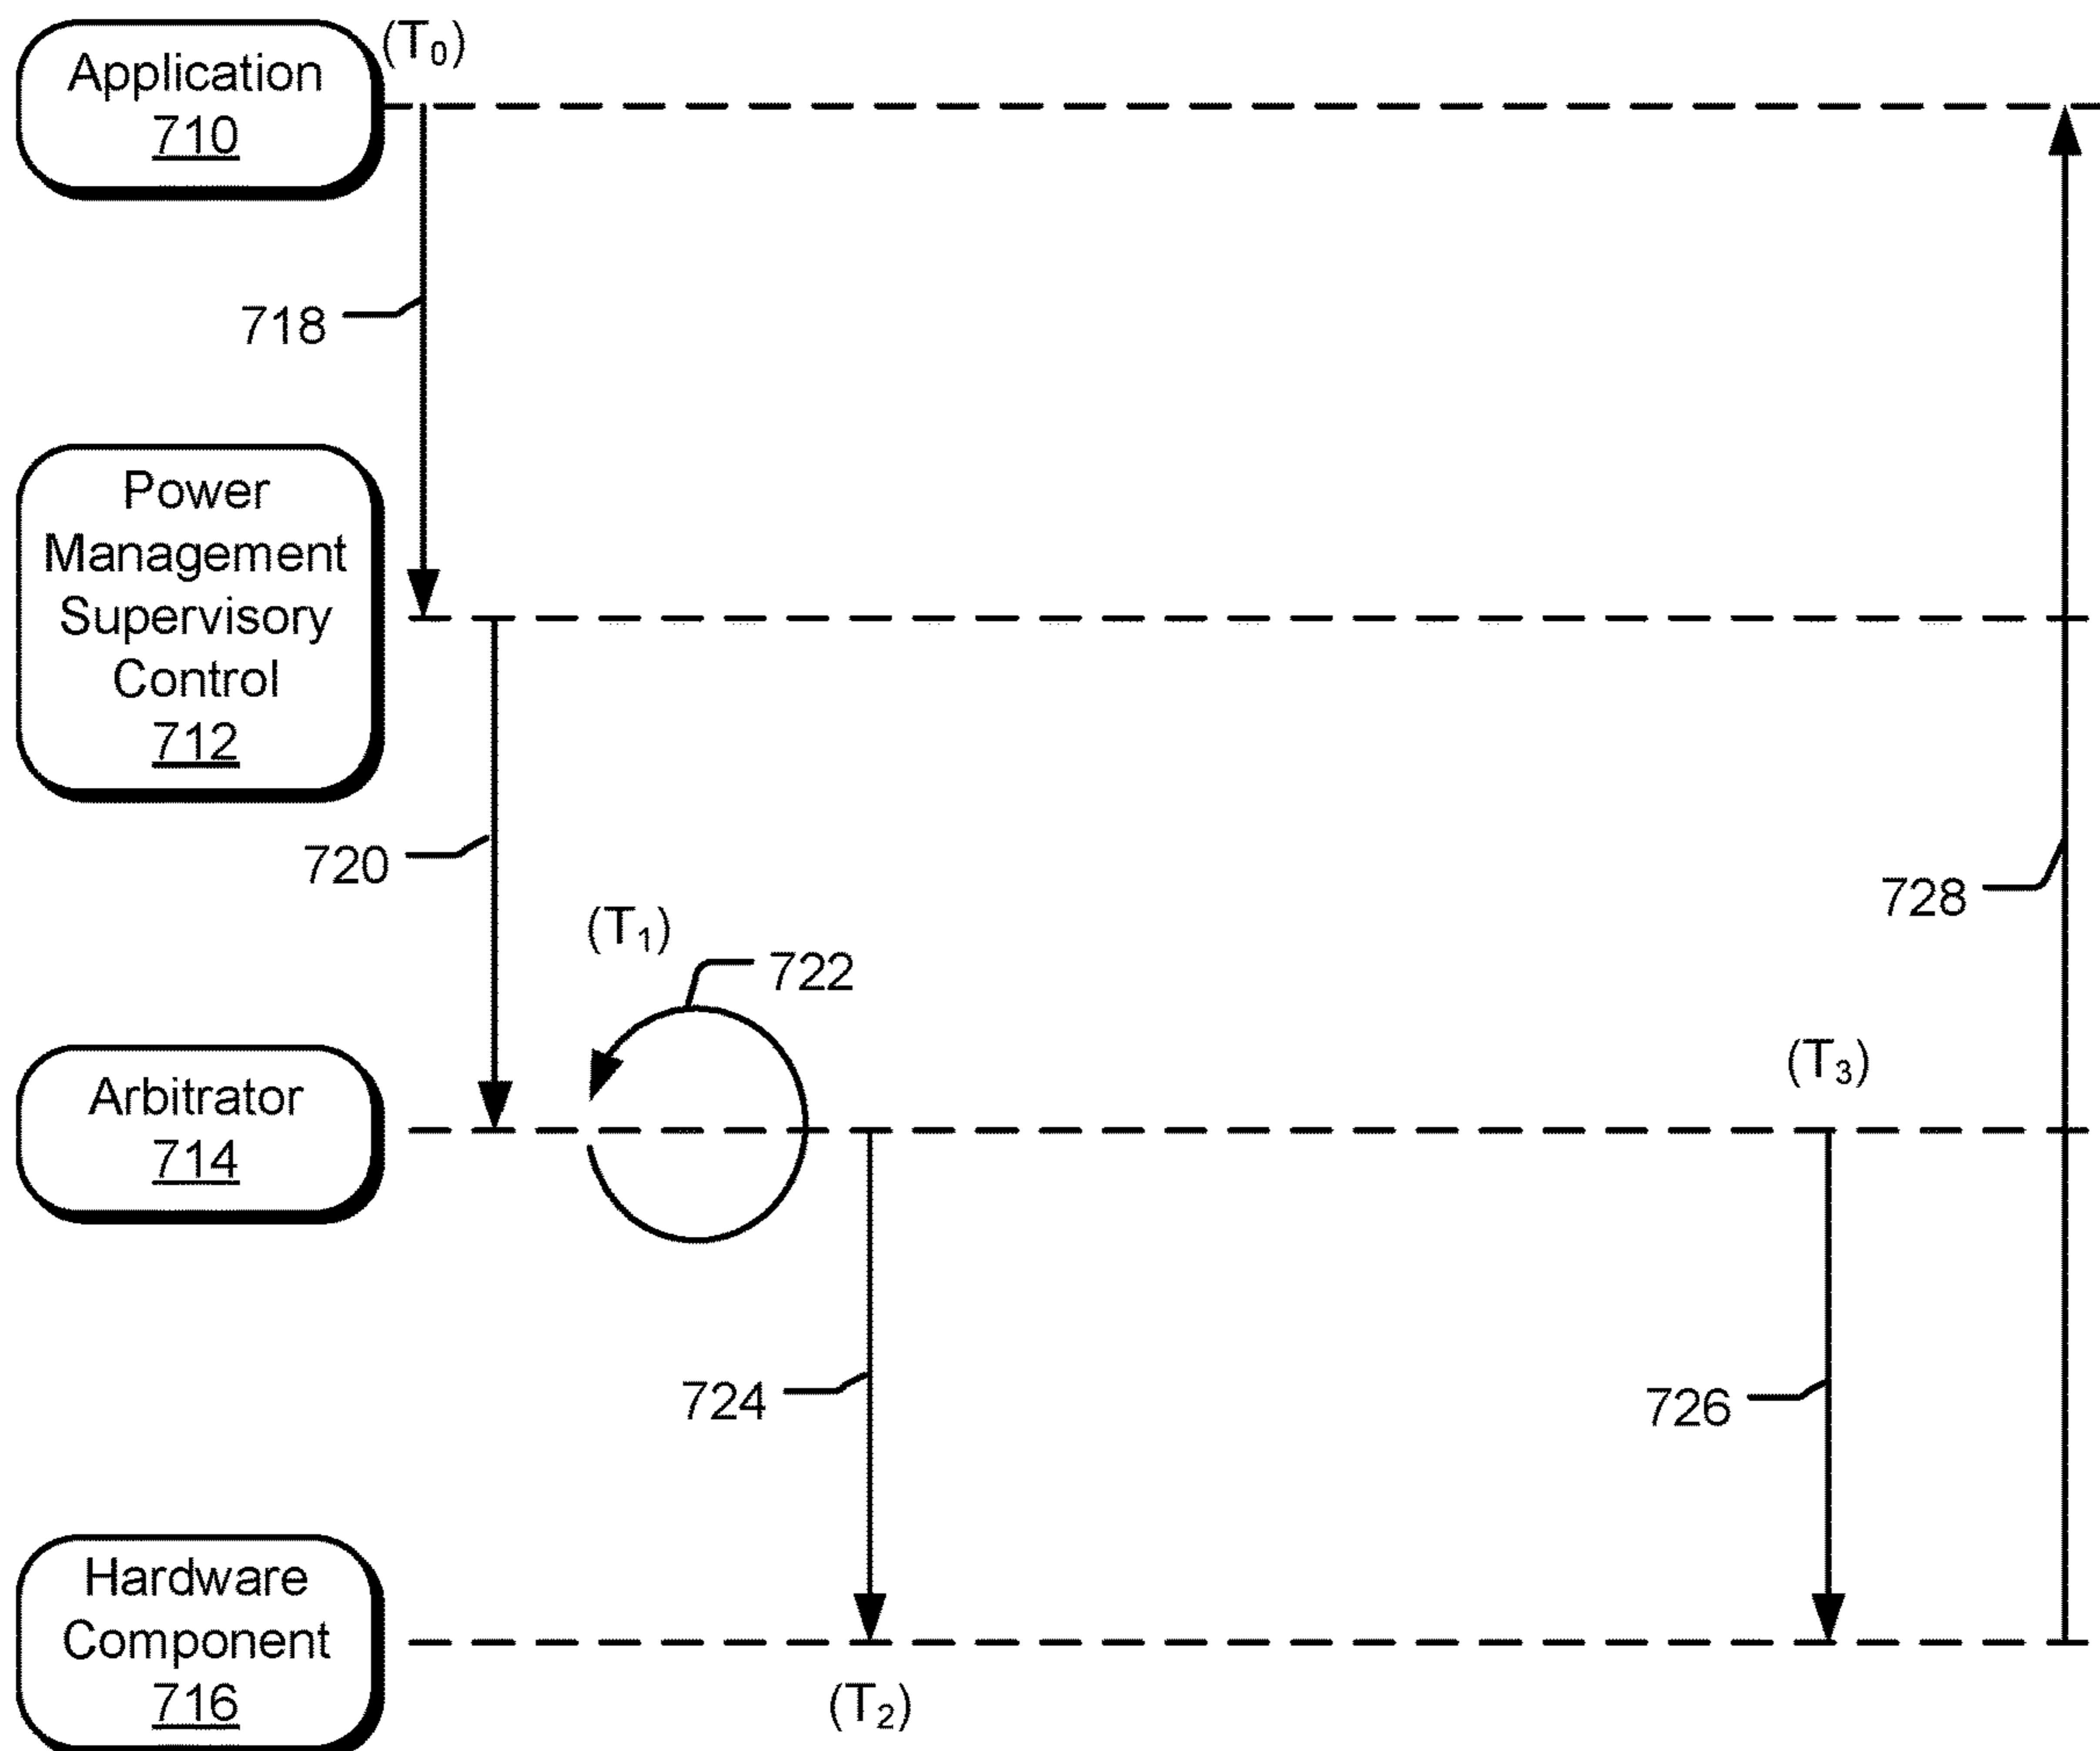 Application
710
(T0)
718
Power
Management
Supervisory
Control
712
720
728
(T1)
722
Arbitrator
714
(T3)
724
726
Hardware
Component
716
(T2)